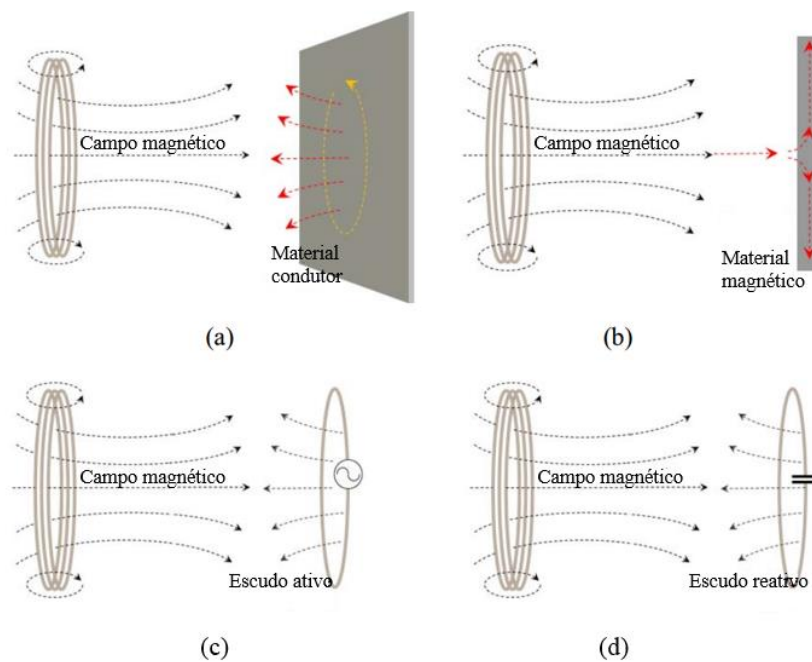 Campo magnético
Material
condutor
(a)
Campo magnético
Material
magnético
(b)
Campo magnético
Escudo ativo
(c)
Campo magnético
Escudo reativo
(d)